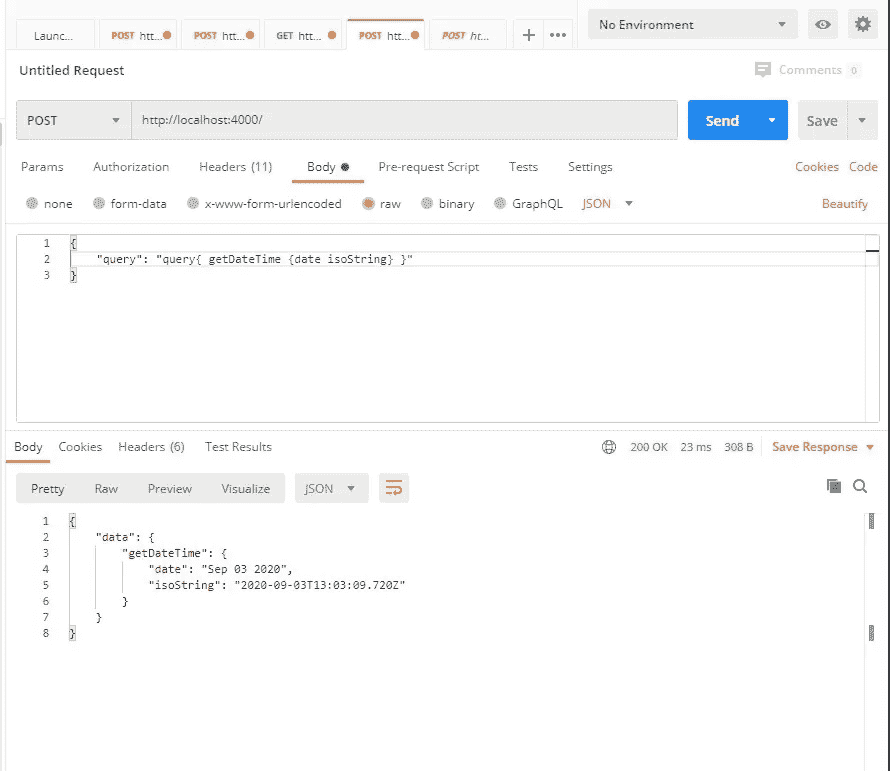 Launc... POST htt... POST htt... GET htt... POST htt... POST ht... + ••• No Environment
Untitled Request Comments 0
POST http://localhost:4000/ Send Save
Params Authorization Headers (11) Body Pre-request Script Tests Settings Cookies Code
none form-data x-www-form-urlencoded raw binary GraphQL JSON Beautify
1 {
2 "query": "query{ getDateTime {date isoString} }"
3 }
Body Cookies Headers (6) Test Results 200 OK 23 ms 308 B Save Response
Pretty Raw Preview Visualize JSON
1 {
2 "data": {
3 "getDateTime": {
4 "date": "Sep 03 2020",
5 "isoString": "2020-09-03T13:03:09.720Z"
6 }
7 }
8 }